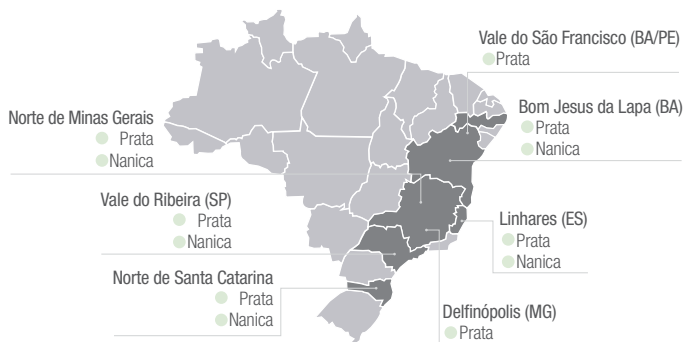 Vale do São Francisco (BA/PE)
Prata
Bom Jesus da Lapa (BA)
Prata
Nanica
Norte de Minas Gerais
Prata
Nanica
Vale do Ribeira (SP)
Prata
Nanica
Linhares (ES)
Prata
Nanica
Norte de Santa Catarina
Prata
Nanica
Delfinópolis (MG)
Prata